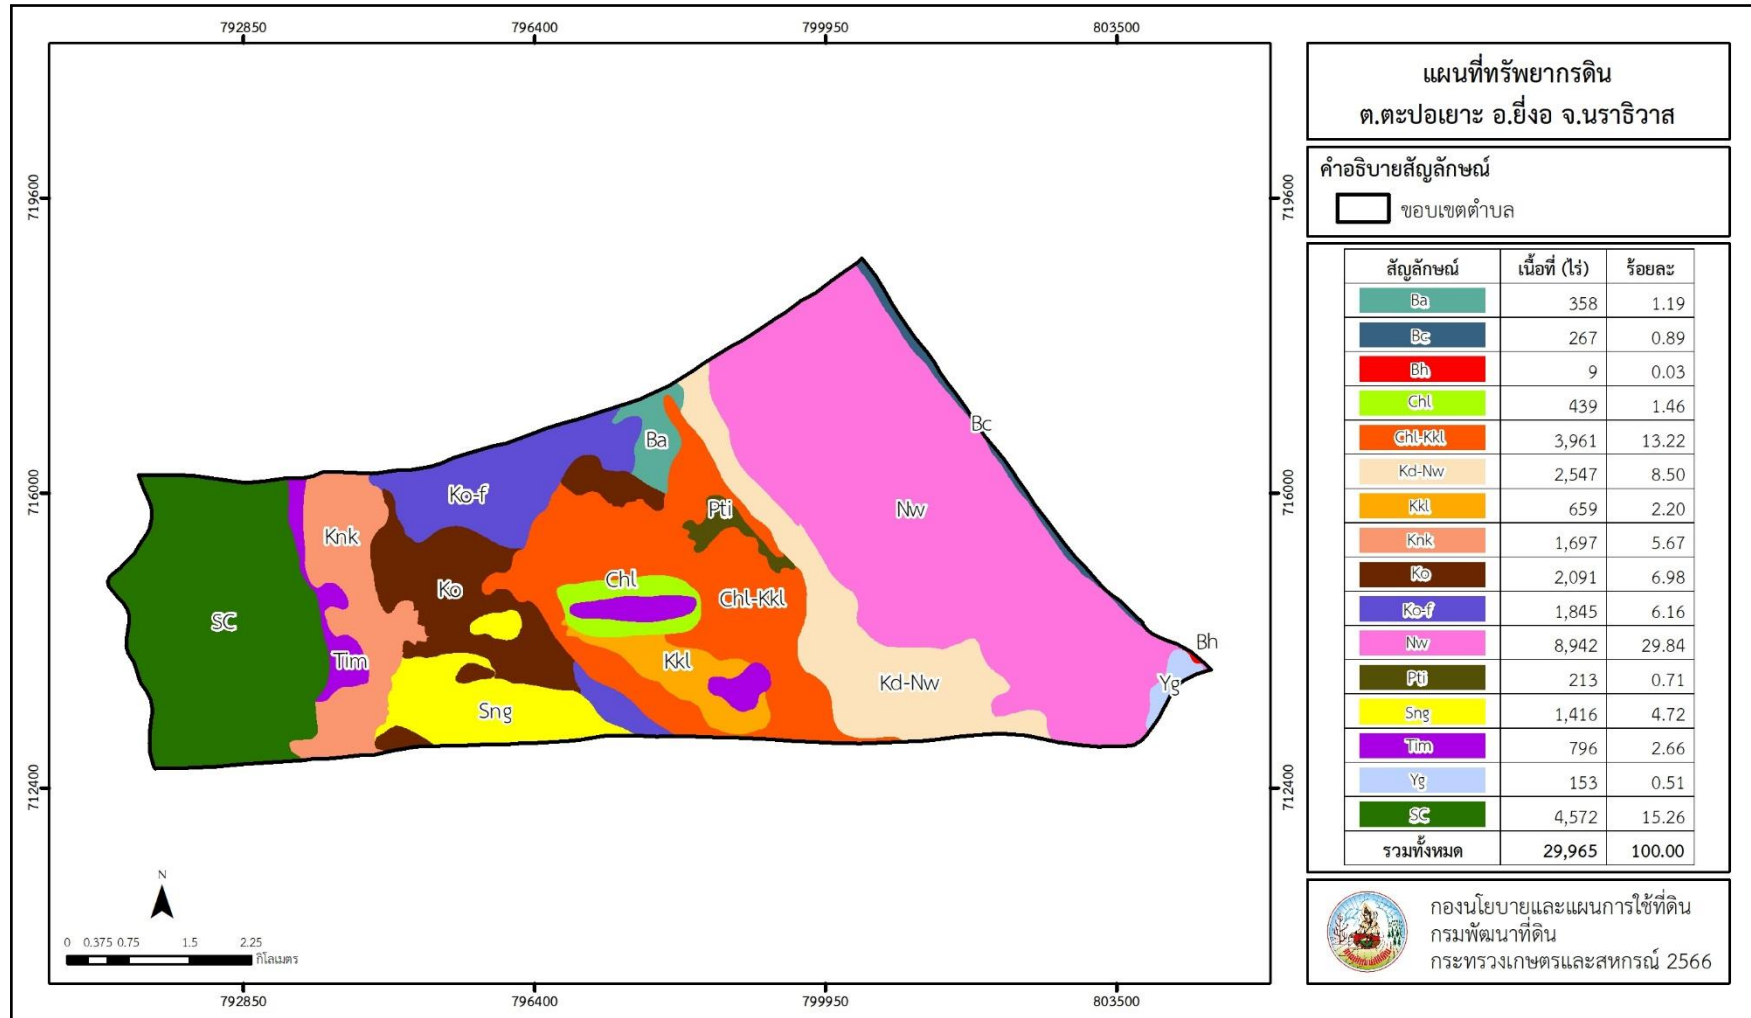 792850 796400 799950 803500
719600
716000
712400
719600
716000
712400
Bc
Ba
Ko-f
Nw
Pti
Knk
Chl
Ko
Chl-Kkl
SC
Bh
Tim
Kkl
Kd-Nw
Yg
Sng
N
0 0.375 0.75 1.5 2.25
กิโลเมตร
792850 796400 799950 803500
แผนที่ทรัพยากรดิน
ต.ตะปอเยาะ อ.ยี่งอ จ.นราธิวาส
คำอธิบายสัญลักษณ์
ขอบเขตตำบล
สัญลักษณ์ เนื้อที่ (ไร่) ร้อยละ
Ba 358 1.19
Bc 267 0.89
Bh 9 0.03
Chl 439 1.46
Chl-Kkl 3,961 13.22
Kd-Nw 2,547 8.50
Kkl 659 2.20
Knk 1,697 5.67
Ko 2,091 6.98
Ko-f 1,845 6.16
Nw 8,942 29.84
Pti 213 0.71
Sng 1,416 4.72
Tim 796 2.66
Yg 153 0.51
SC 4,572 15.26
รวมทั้งหมด 29,965 100.00
กองนโยบายและแผนการใช้ที่ดิน
กรมพัฒนาที่ดิน
กระทรวงเกษตรและสหกรณ์ 2566